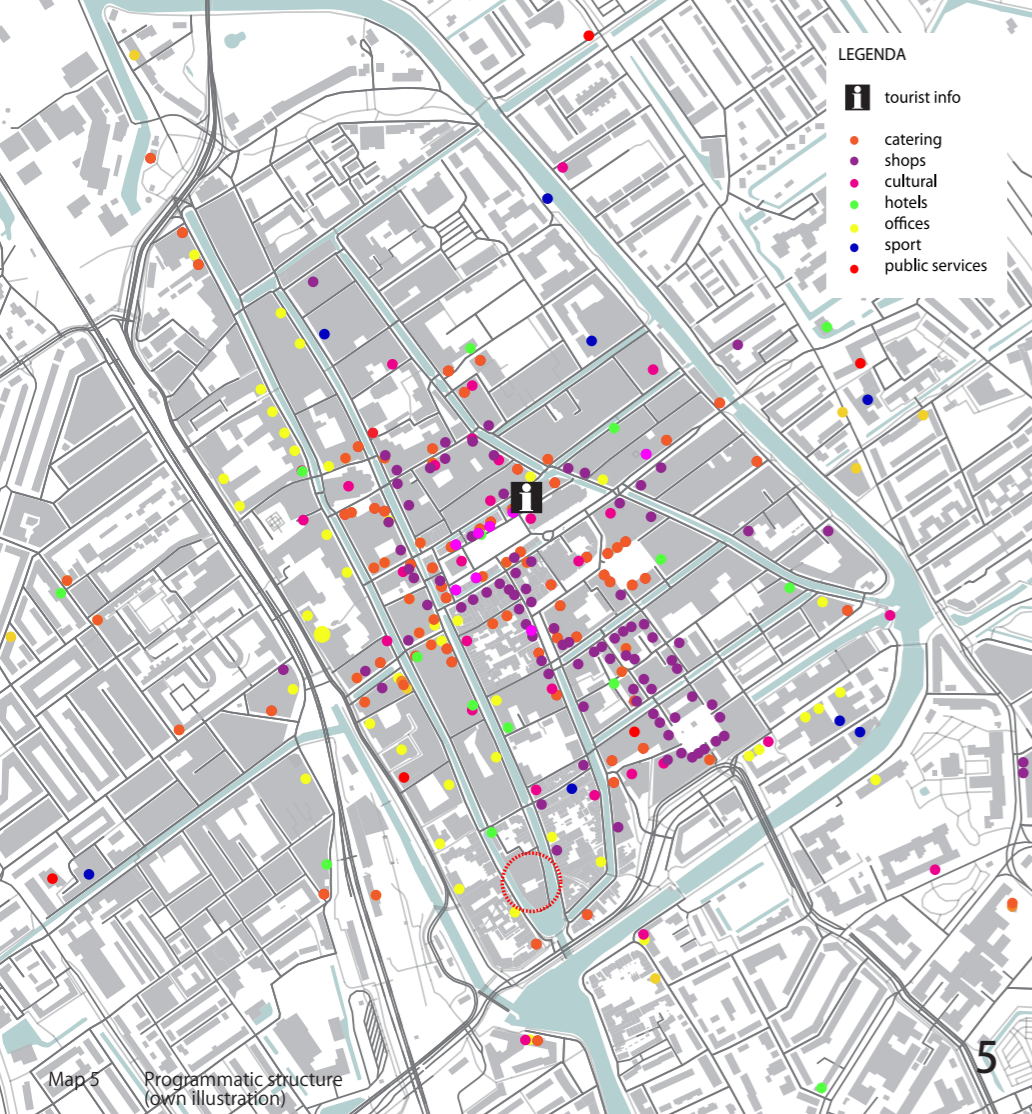 LEGENDA
i tourist info
catering
shops
cultural
hotels
offices
sport
public services
i
5
Map 5 Programmatic structure
(own illustration)